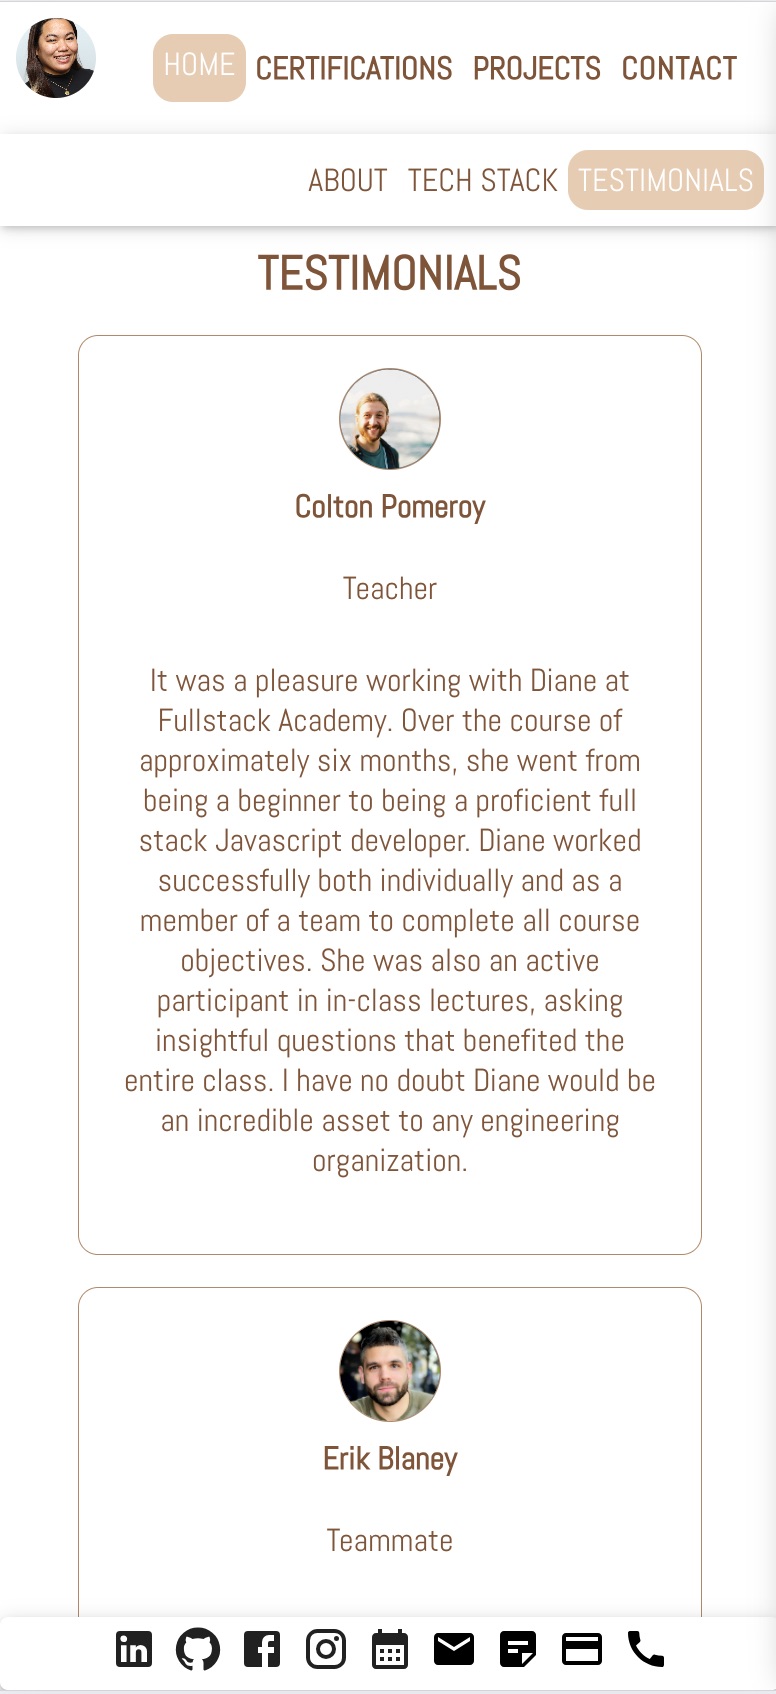 HOME CERTIFICATIONS PROJECTS CONTACT
ABOUT TECH STACK TESTIMONIALS
TESTIMONIALS
Colton Pomeroy
Teacher
It was a pleasure working with Diane at
Fullstack Academy. Over the course of
approximately six months, she went from
being a beginner to being a proficient full
stack Javascript developer. Diane worked
successfully both individually and as a
member of a team to complete all course
objectives. She was also an active
participant in in-class lectures, asking
insightful questions that benefited the
entire class. I have no doubt Diane would be
an incredible asset to any engineering
organization.
Erik Blaney
Teammate